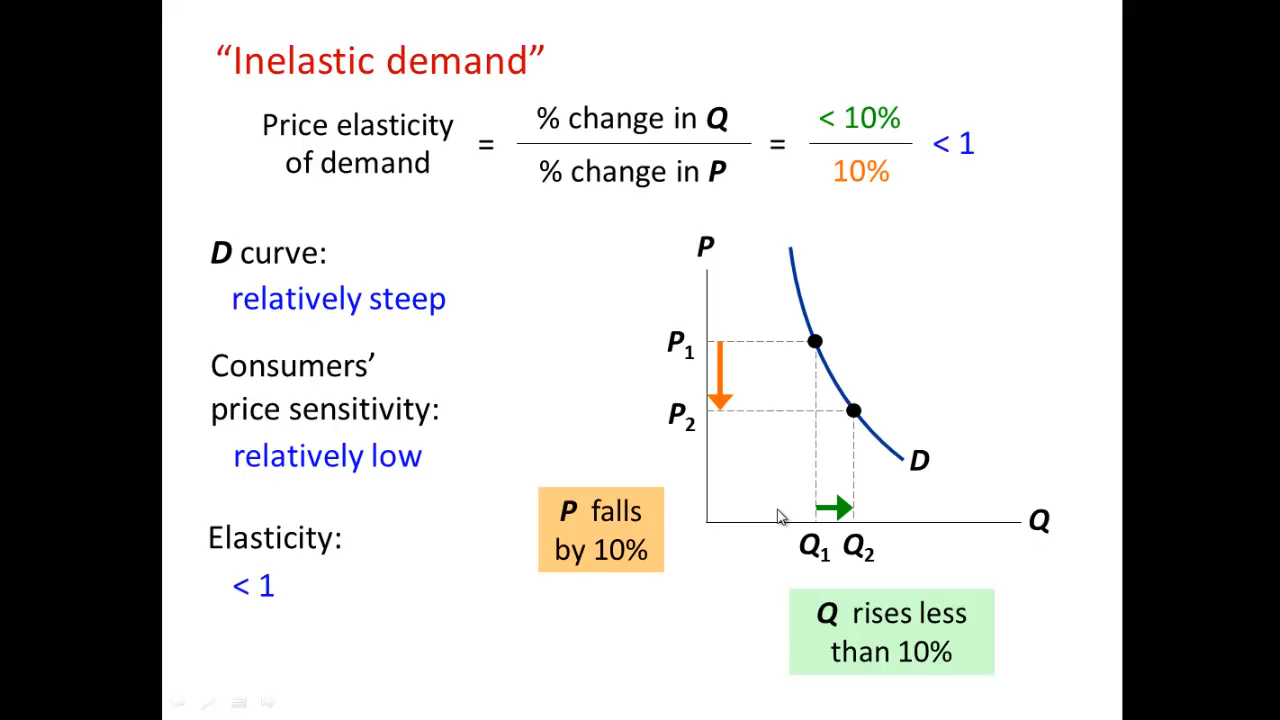 “Inelastic demand”
Price elasticity
of demand
=
% change in Q
% change in P
=
< 10%
10%
< 1
D curve:
relatively steep
Consumers’
price sensitivity:
relatively low
Elasticity:
< 1
P
P1
P2
D
Q
Q1 Q2
P falls
by 10%
Q rises less
than 10%